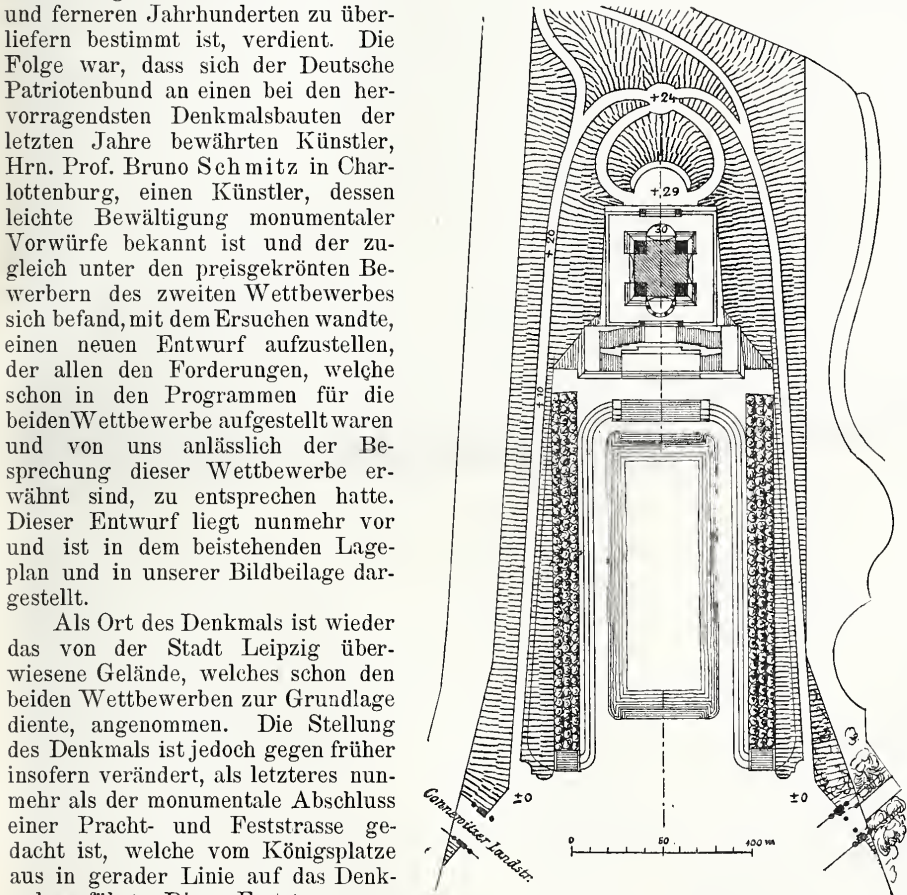 und ferneren Jahrhunderten zu über-
liefern bestimmt ist, verdient. Die
Folge war, dass sich der Deutsche
Patriotenbund an einen bei den her-
vorragendsten Denkmalsbauten der
letzten Jahre bewährten Künstler,
Hrn. Prof. Bruno Schmitz in Char-
lottenburg, einen Künstler, dessen
leichte Bewältigung monumentaler
Vorwürfe bekannt ist und der zu-
gleich unter den preisgekrönten Be-
werbern des zweiten Wettbewerbes
sich befand, mit dem Ersuchen wandte,
einen neuen Entwurf aufzustellen,
der allen den Forderungen, welche
schon in den Programmen für die
beiden Wettbewerbe aufgestellt waren
und von uns anlässlich der Be-
sprechung dieser Wettbewerbe er-
wähnt sind, zu entsprechen hatte.
Dieser Entwurf liegt nunmehr vor
und ist in dem beistehenden Lage-
plan und in unserer Bildbeilage dar-
gestellt.
Als Ort des Denkmals ist wieder
das von der Stadt Leipzig über-
wiesene Gelände, welches schon den
beiden Wettbewerben zur Grundlage
diente, angenommen. Die Stellung
des Denkmals ist jedoch gegen früher
insofern verändert, als letzteres nun-
mehr als der monumentale Abschluss
einer Pracht- und Feststrasse ge-
dacht ist, welche vom Königsplatze
aus in gerader Linie auf das Denk-
+24
+29
30
+20
+10
±0
±0
Connewitzer Landstr.
0 50 100 m